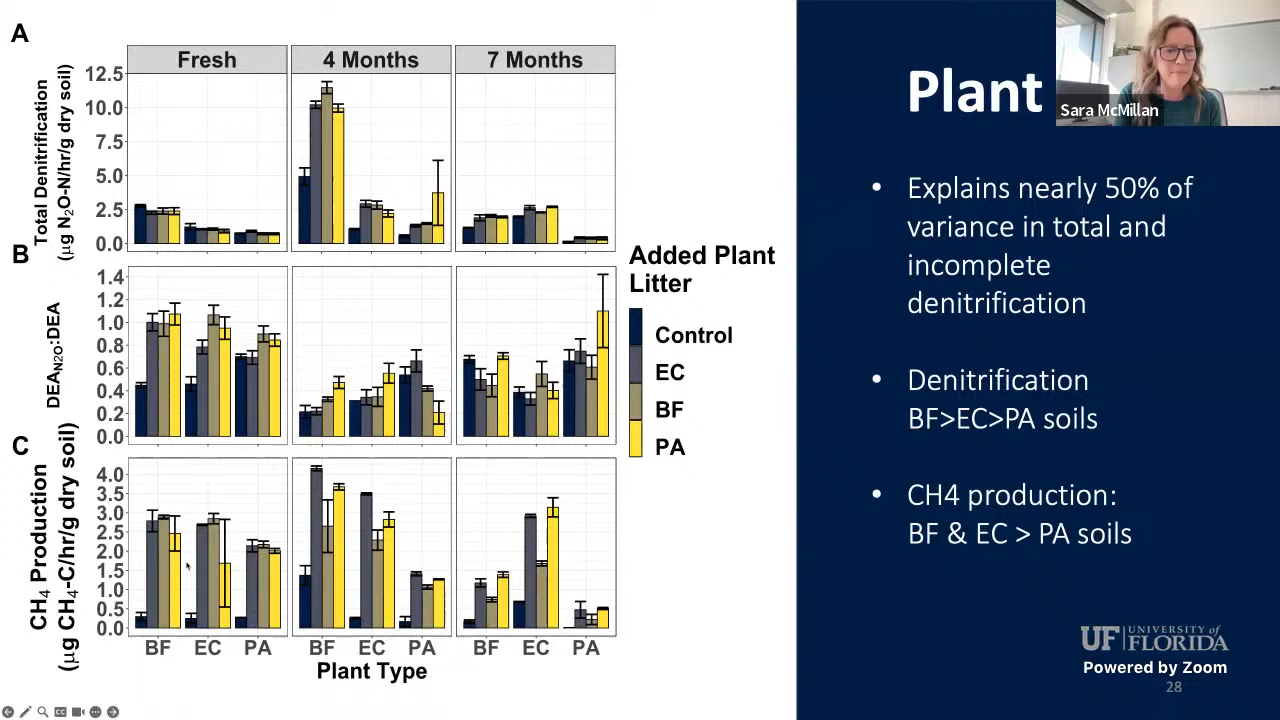 A
Fresh
4 Months
7 Months
Total Denitrification
(µg N2O-N/hr/g dry soil)
12.5
10.0
7.5
5.0
2.5
0.0
B
DEAN2O:DEA
1.4
1.2
1.0
0.8
0.6
0.4
0.2
0.0
C
CH4 Production
(µg CH4-C/hr/g dry soil)
4.0
3.5
3.0
2.5
2.0
1.5
1.0
0.5
0.0
BF EC PA
BF EC PA
BF EC PA
Plant Type
Added Plant
Litter
Control
EC
BF
PA
Plant
Sara McMillan
• Explains nearly 50% of
variance in total and
incomplete
denitrification
• Denitrification
BF>EC>PA soils
• CH4 production:
BF & EC > PA soils
UF UNIVERSITY of
FLORIDA
Powered by Zoom
28